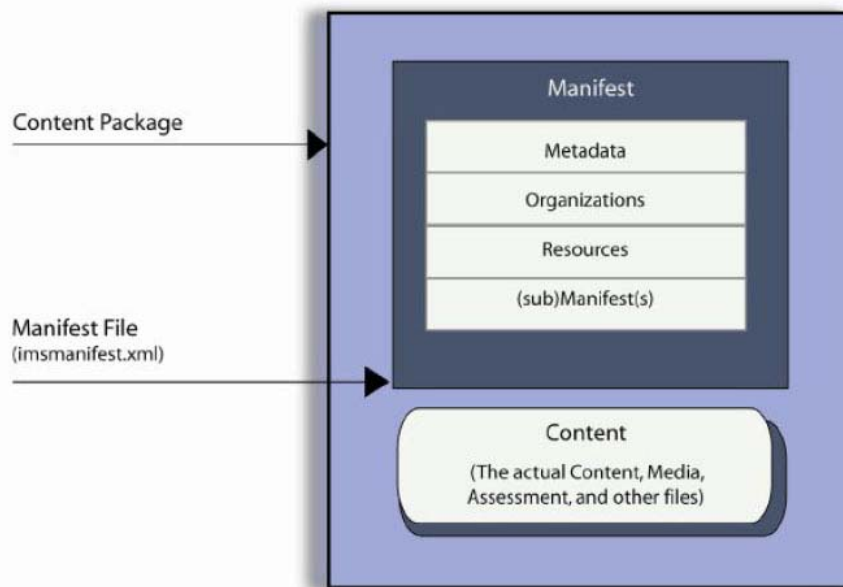 Content Package
Manifest File
(imsmanifest.xml)
Manifest
Metadata
Organizations
Resources
(sub)Manifest(s)
Content
(The actual Content, Media,
Assessment, and other files)